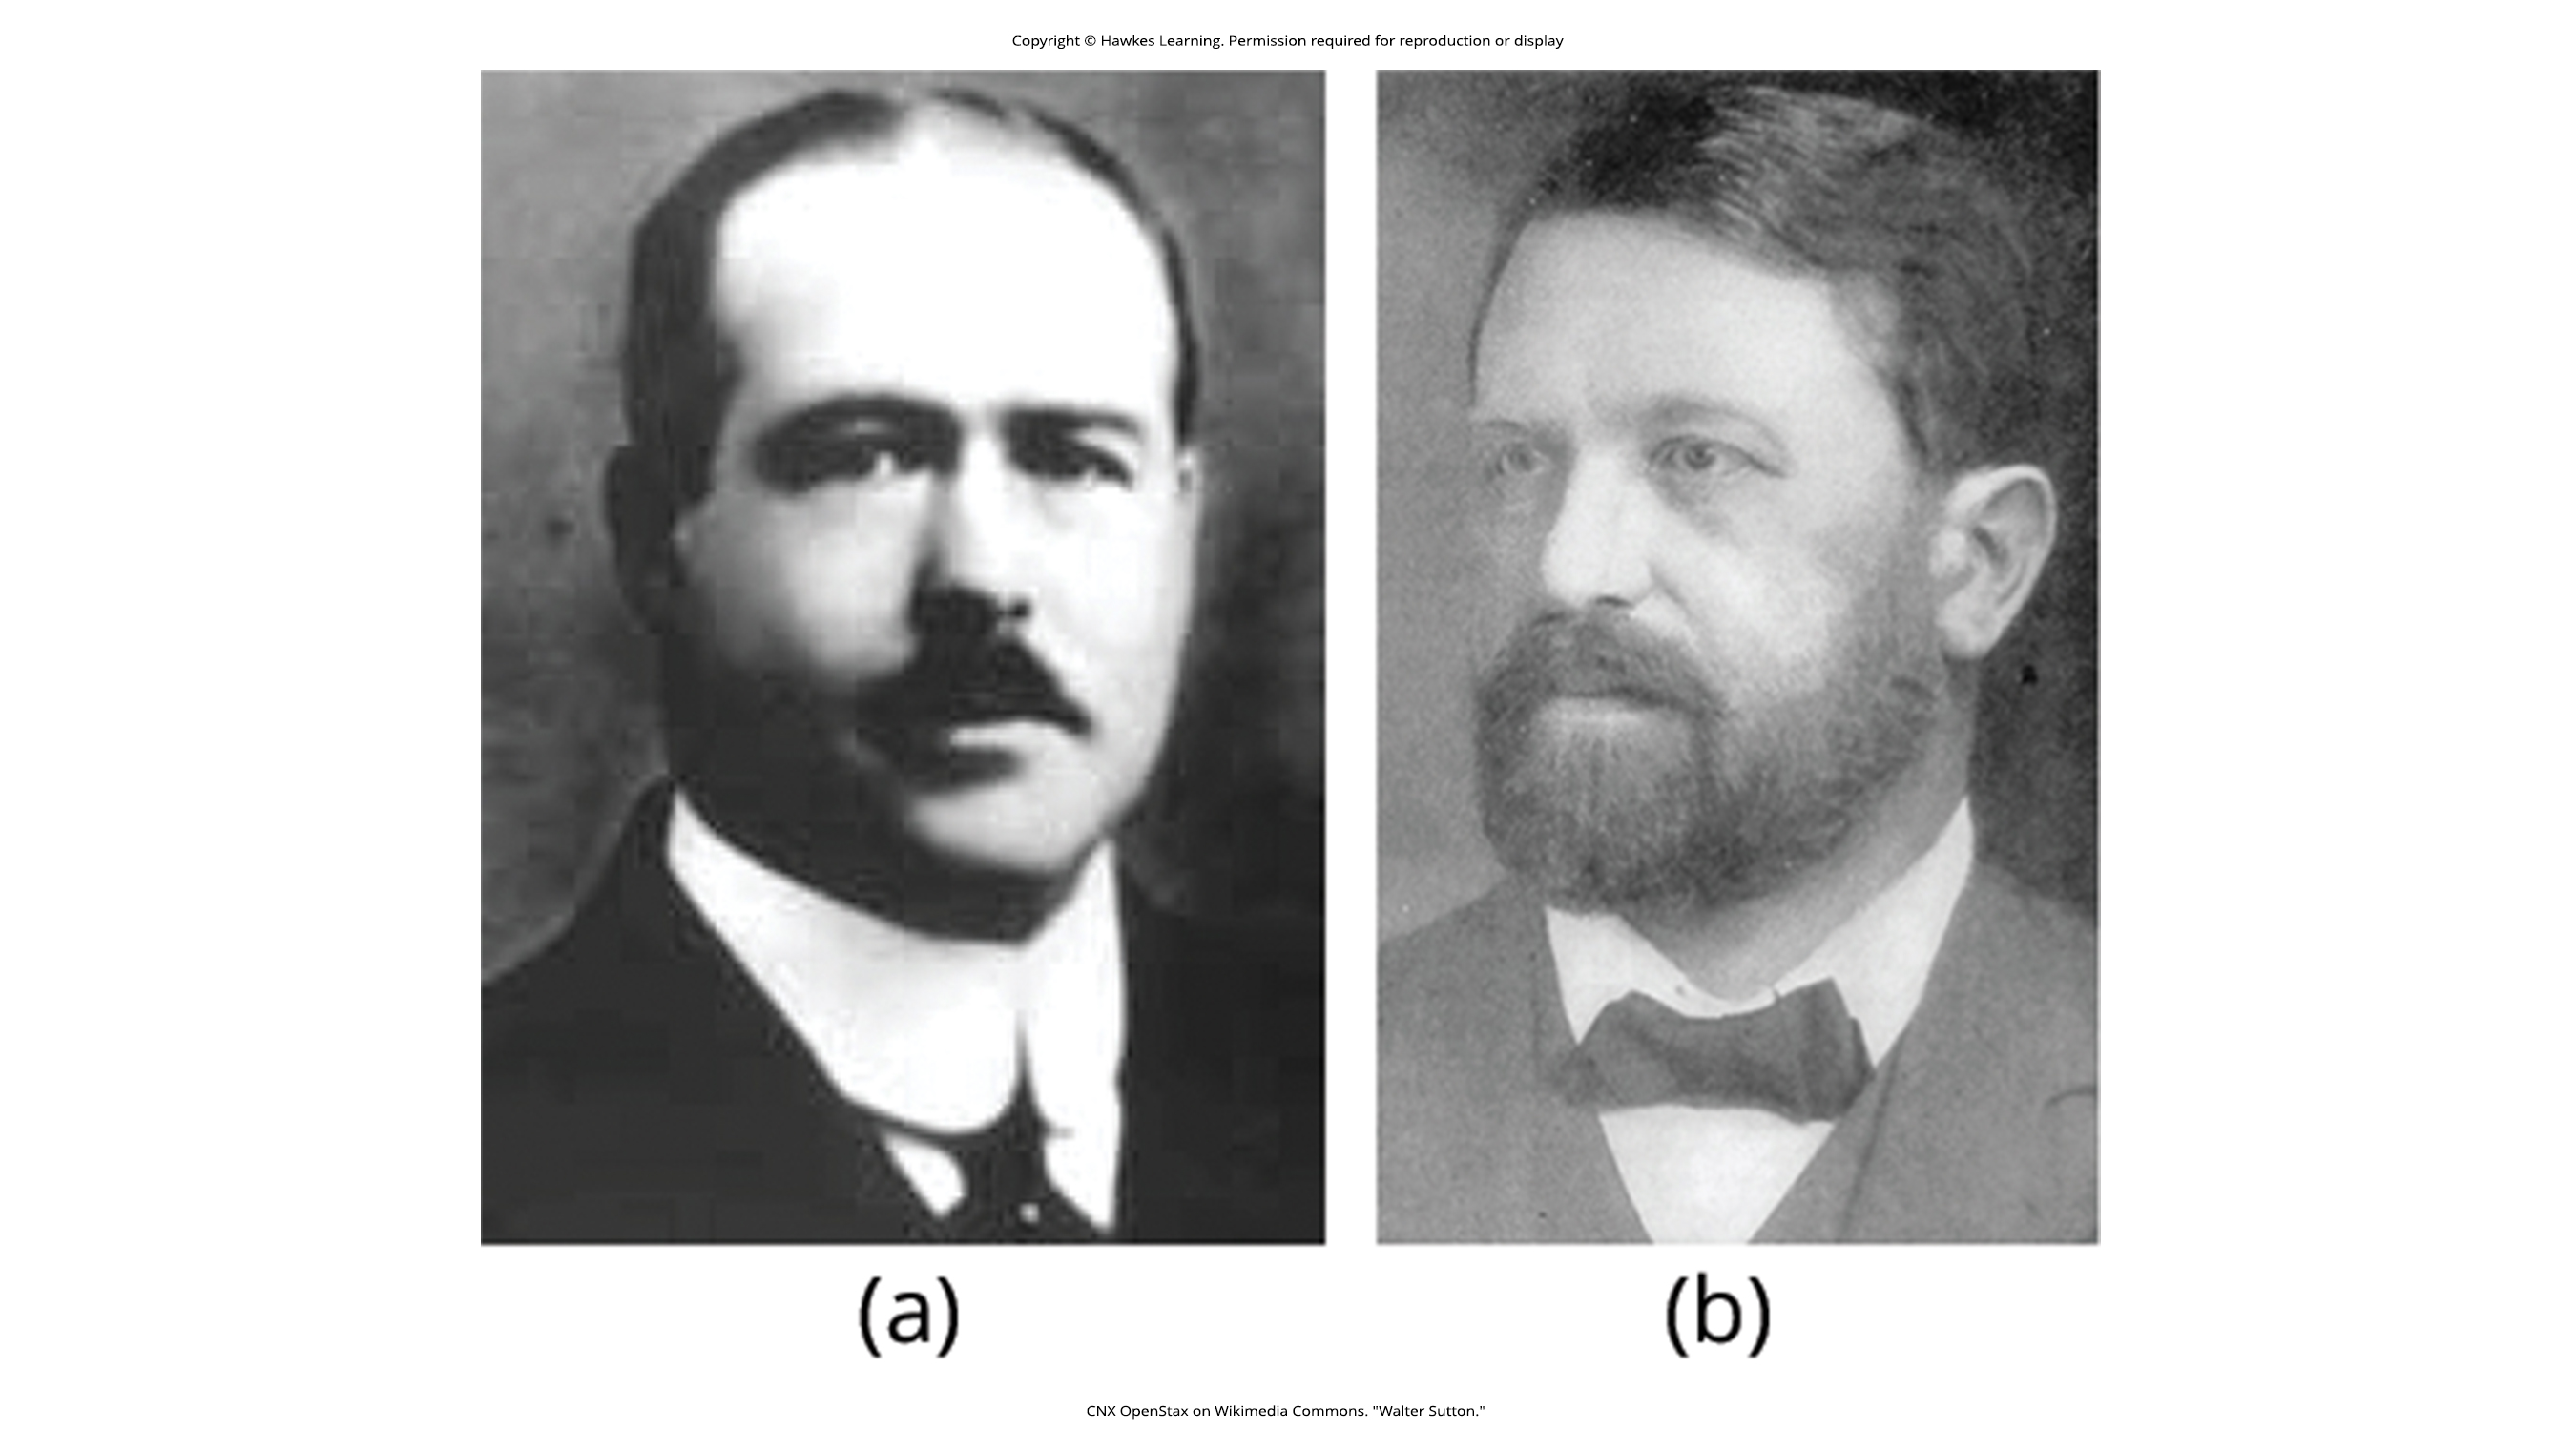 Copyright © Hawkes Learning. Permission required for reproduction or display
(a)
(b)
CNX OpenStax on Wikimedia Commons. "Walter Sutton."